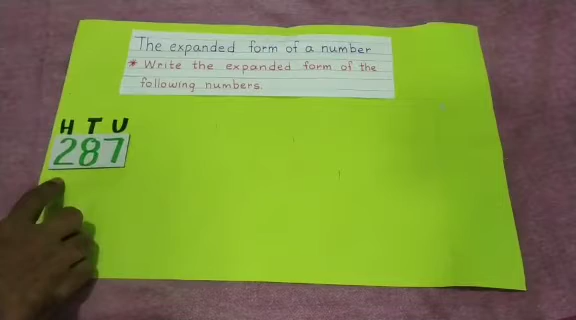 The expanded form of a number
* Write the expanded form of the
following numbers.
H T U
287